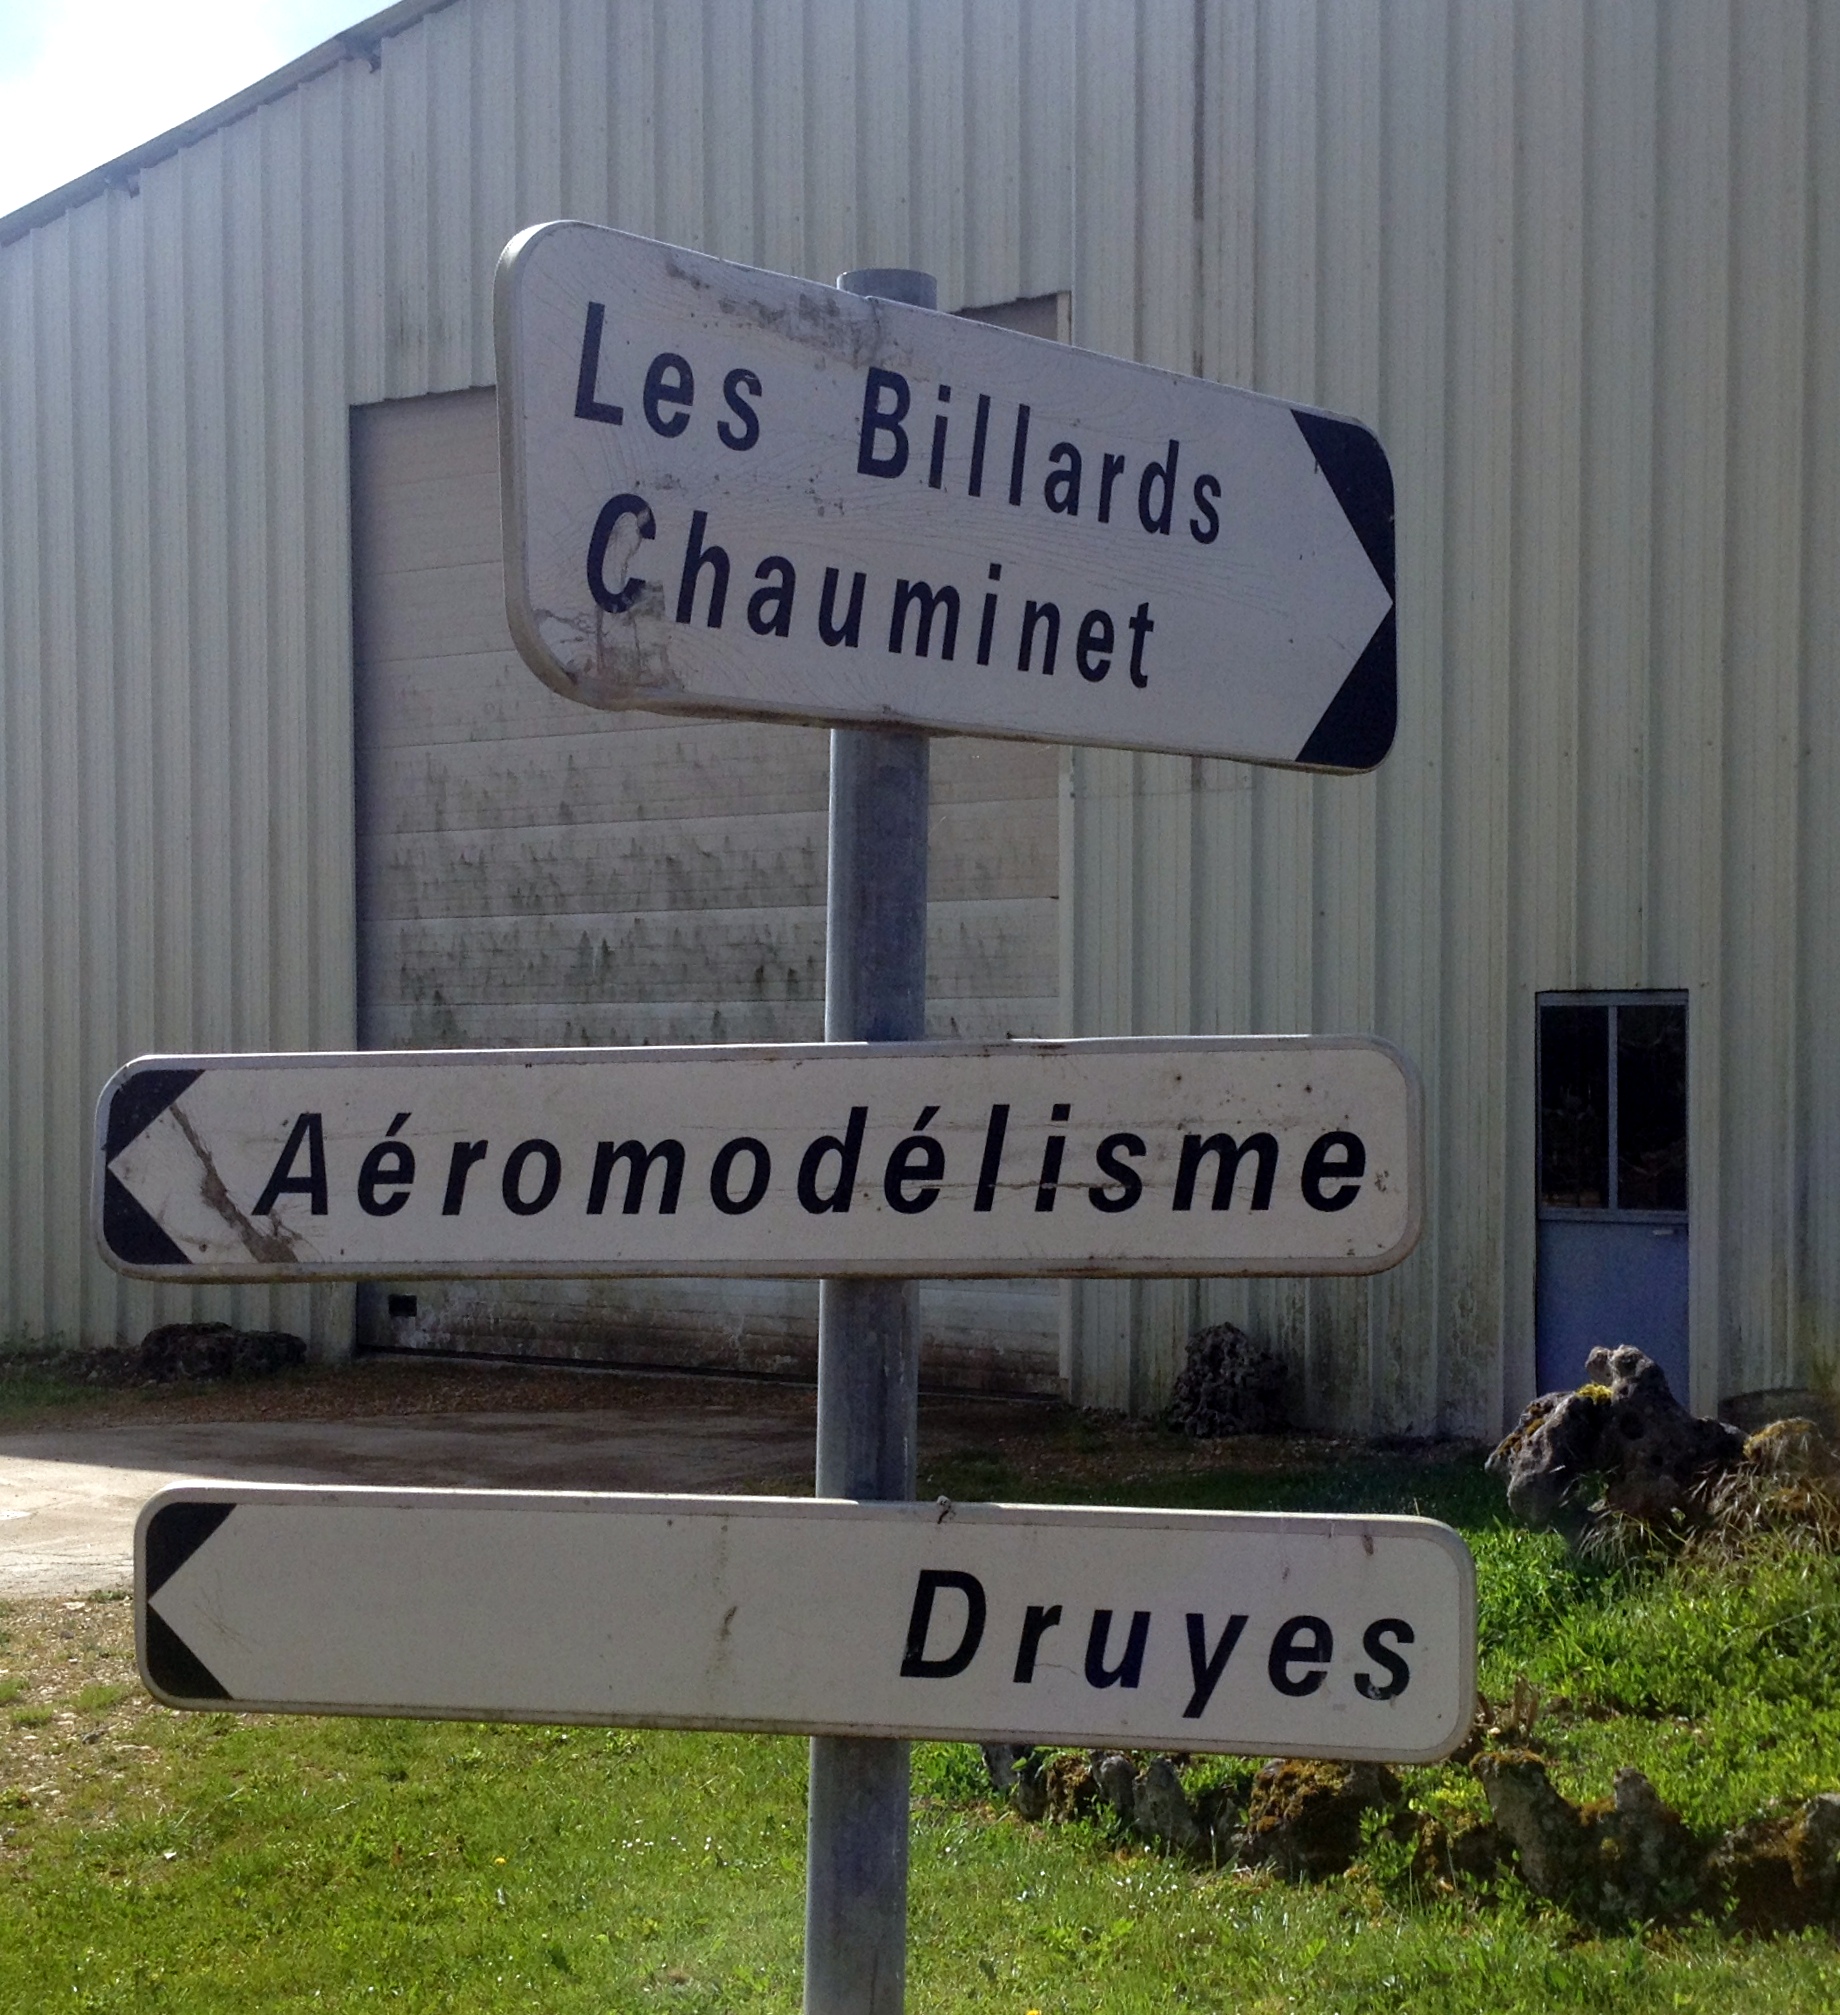 Les Billards
Chauminet
Aéromodélisme
Druyes